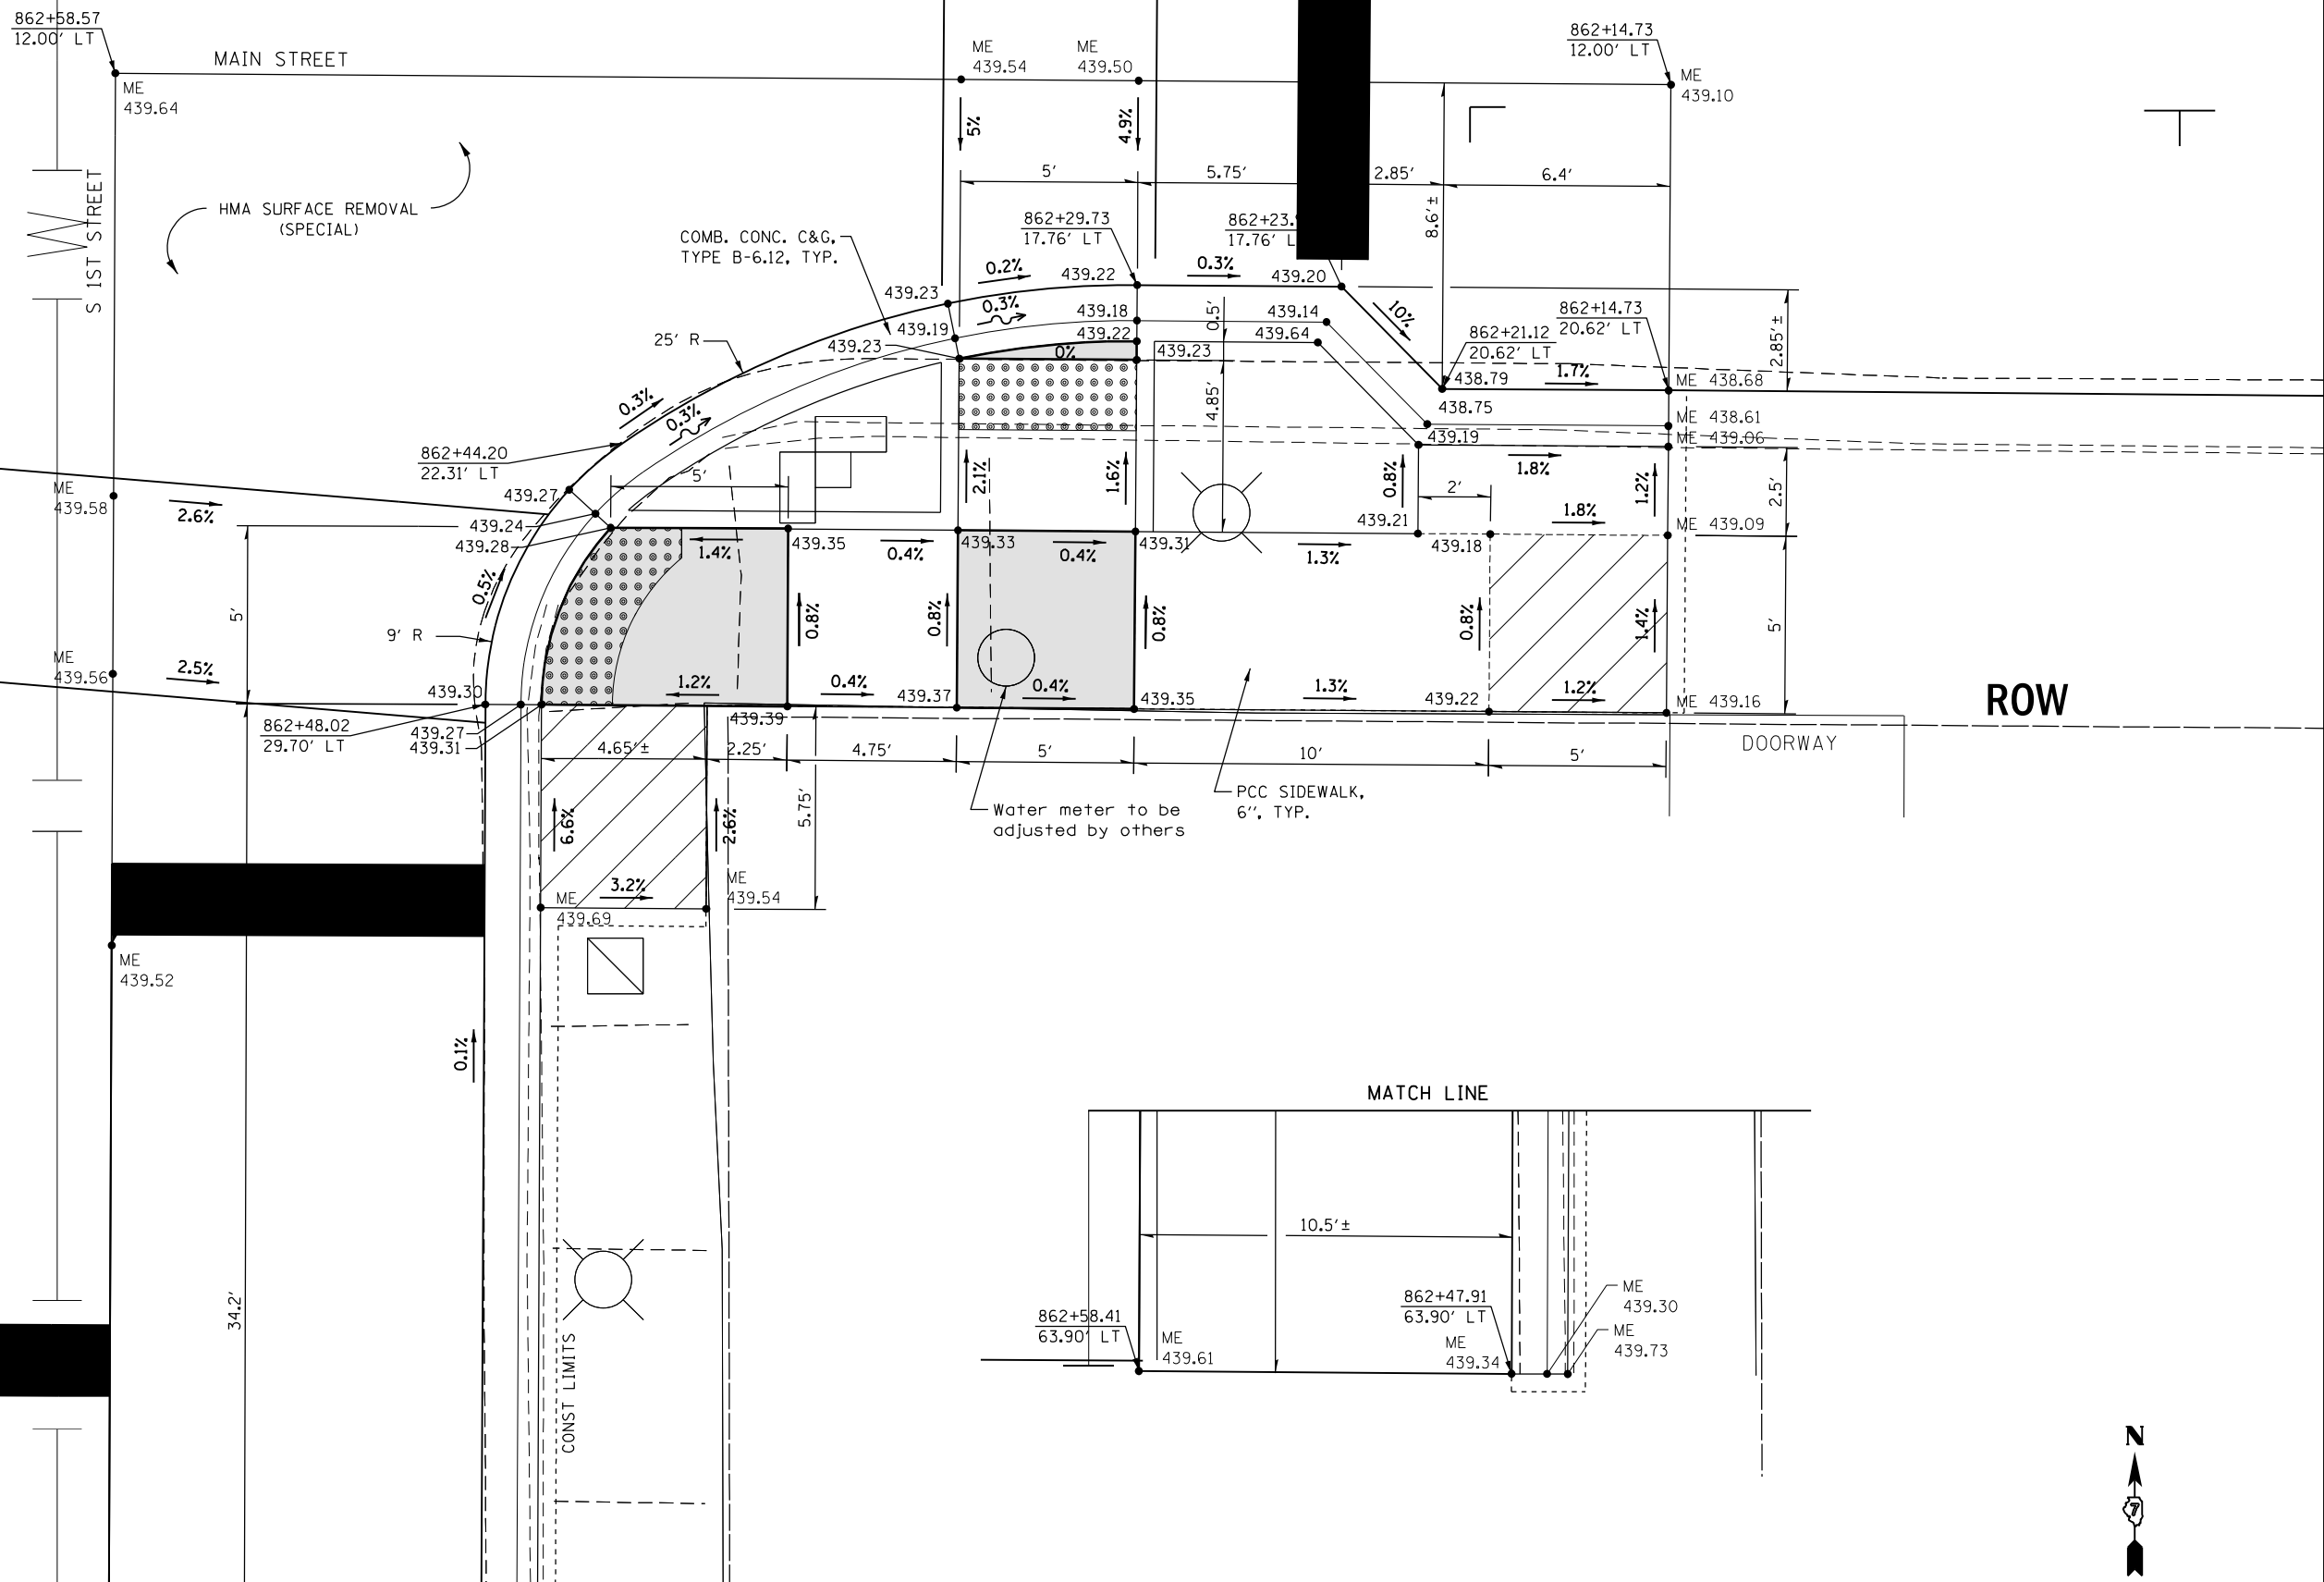 862+58.57
12.00' LT
MAIN STREET
ME
439.64
ME
439.54
ME
439.50
862+14.73
12.00' LT
ME
439.10
5%
4.9%
S 1ST STREET
HMA SURFACE REMOVAL
(SPECIAL)
5'
5.75'
2.85'
6.4'
8.6'±
862+29.73
17.76' LT
862+23.
17.76' L
COMB. CONC. C&G,
TYPE B-6.12, TYP.
0.2%
439.22
0.3%
439.20
439.23
0.3%
439.18
439.14
0.5'
10%
862+14.73
20.62' LT
2.85'±
439.19
439.22
439.64
862+21.12
20.62' LT
25' R
439.23
0%
439.23
438.79
1.7%
ME 438.68
0.3%
0.3%
4.85'
438.75
ME 438.61
439.19
ME 439.06
862+44.20
22.31' LT
1.8%
5'
2.1%
1.6%
0.8%
2'
1.2%
2.5'
ME
439.58
2.6%
439.27
439.24
439.28
1.4%
439.35
0.4%
439.33
0.4%
439.31
1.3%
439.21
439.18
1.8%
ME 439.09
0.5%
5'
9' R
0.8%
0.8%
0.8%
0.8%
1.4%
5'
ME
439.56
2.5%
439.30
1.2%
0.4%
439.37
0.4%
439.35
1.3%
439.22
1.2%
ME 439.16
ROW
862+48.02
29.70' LT
439.27
439.31
439.39
DOORWAY
4.65'±
2.25'
4.75'
5'
10'
5'
6.6%
2.6%
5.75'
Water meter to be
adjusted by others
PCC SIDEWALK,
6", TYP.
3.2%
ME
439.69
ME
439.54
ME
439.52
0.1%
MATCH LINE
10.5'±
34.2'
CONST LIMITS
862+58.41
63.90' LT
ME
439.61
862+47.91
63.90' LT
ME
439.34
ME
439.30
ME
439.73
N
7